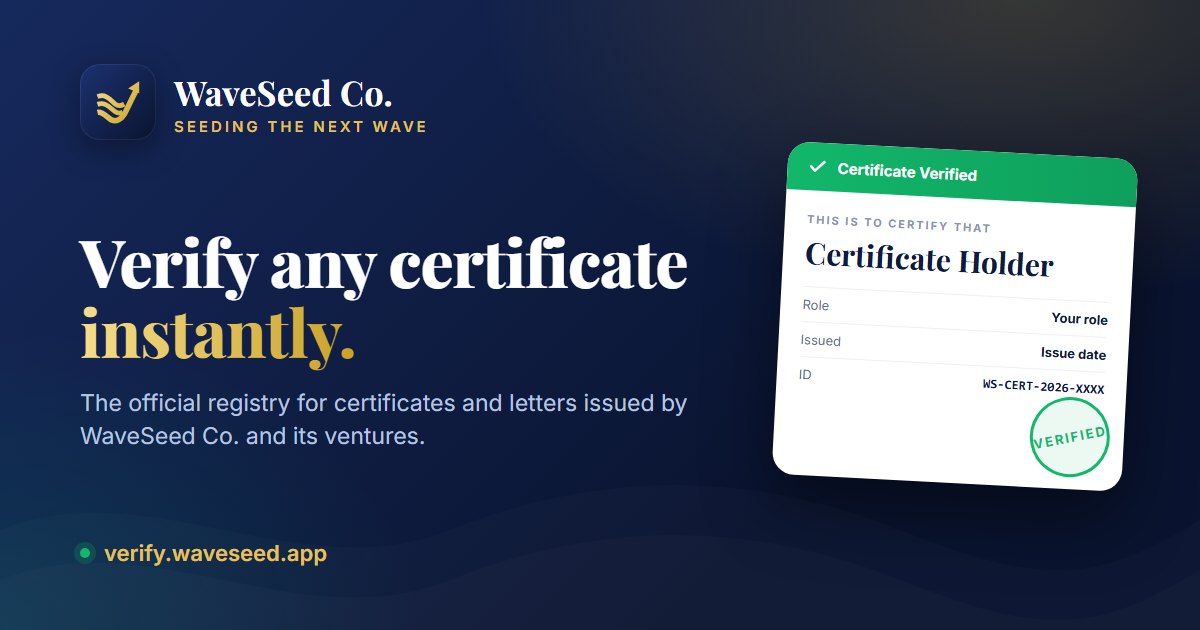 WaveSeed Co.
SEEDING THE NEXT WAVE
Verify any certificate
instantly.
The official registry for certificates and letters issued by
WaveSeed Co. and its ventures.
verify.waveseed.app
Certificate Verified
THIS IS TO CERTIFY THAT
Certificate Holder
Role Your role
Issued Issue date
ID WS-CERT-2026-XXXX
VERIFIED